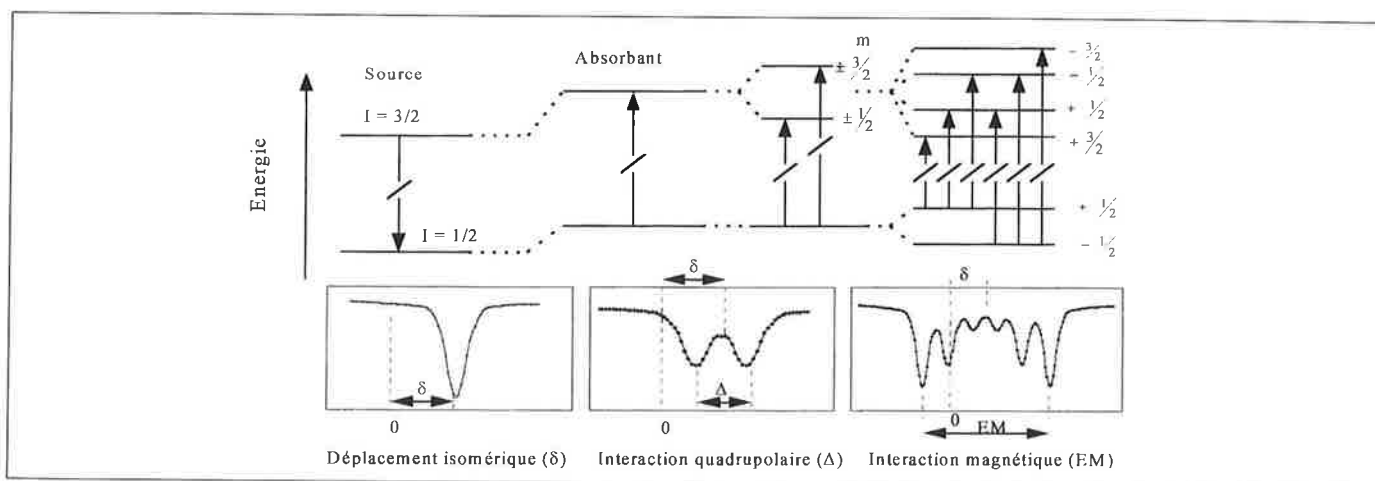 m
− 3/2
Absorbant
± 3/2
Source
− 1/2
I = 3/2
± 1/2
+ 1/2
+ 3/2
Energie
+ 1/2
I = 1/2
− 1/2
δ
δ
δ
Δ
0
0
0
EM
Déplacement isomérique (δ)
Interaction quadrupolaire (Δ)
Interaction magnétique (EM)